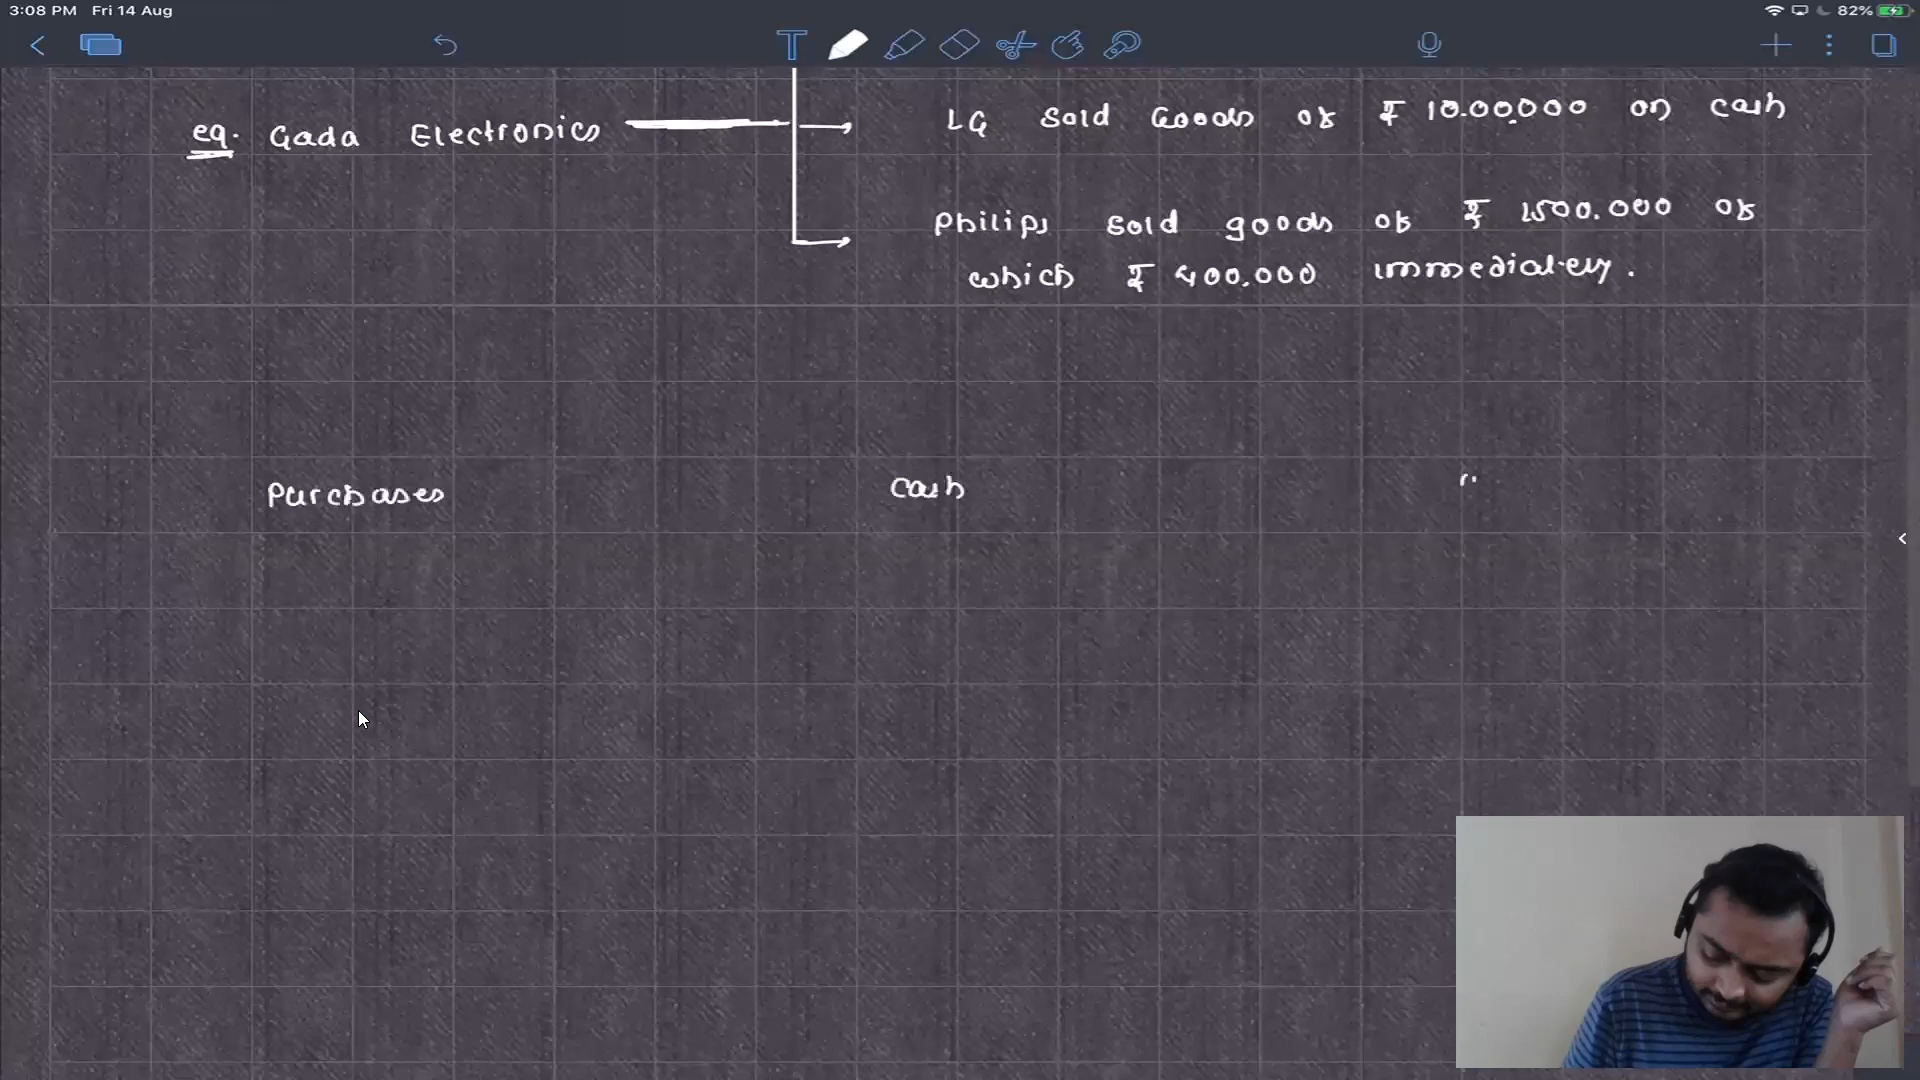 3:08 PM Fri 14 Aug
82%
T
eg. Gada Electronics
LG Sold Goods of ₹ 10.00,000 on cash
Philips sold goods of ₹ 1500.000 of
which ₹ 400.000 immediately.
Purchases Cash "